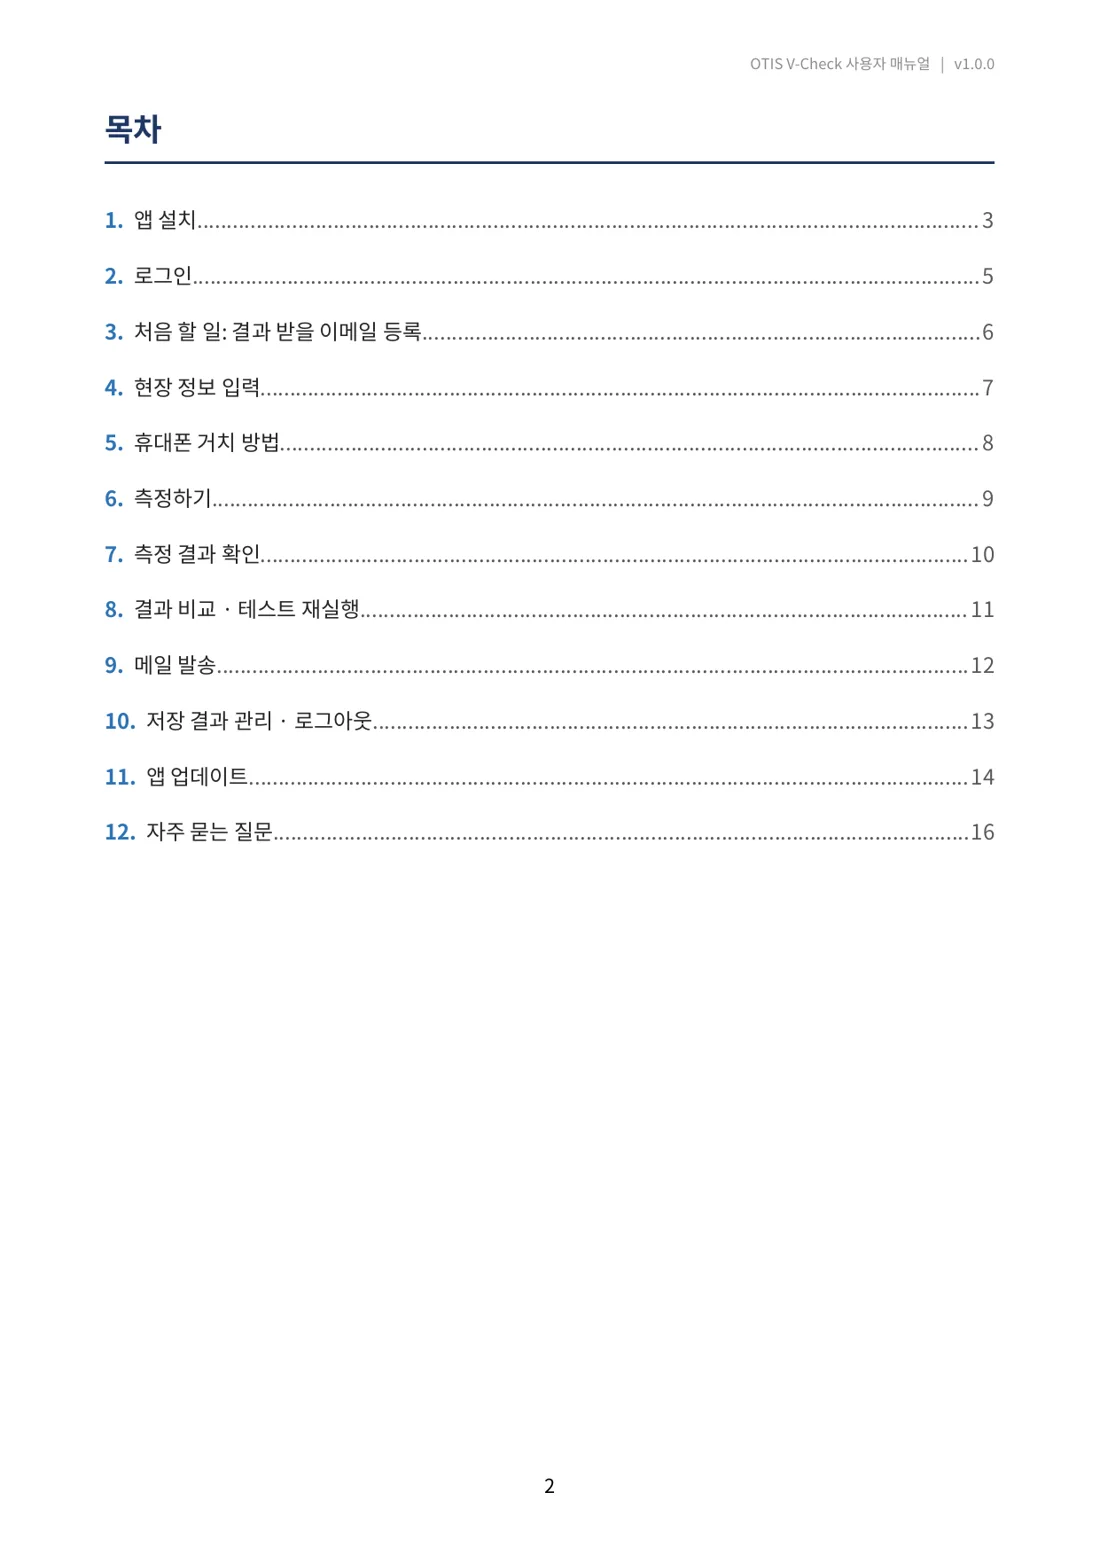 OTIS V-Check 사용자 매뉴얼 | v1.0.0
목차
1. 앱 설치 3
2. 로그인 5
3. 처음 할 일: 결과 받을 이메일 등록 6
4. 현장 정보 입력 7
5. 휴대폰 거치 방법 8
6. 측정하기 9
7. 측정 결과 확인 10
8. 결과 비교 · 테스트 재실행 11
9. 메일 발송 12
10. 저장 결과 관리 · 로그아웃 13
11. 앱 업데이트 14
12. 자주 묻는 질문 16
2